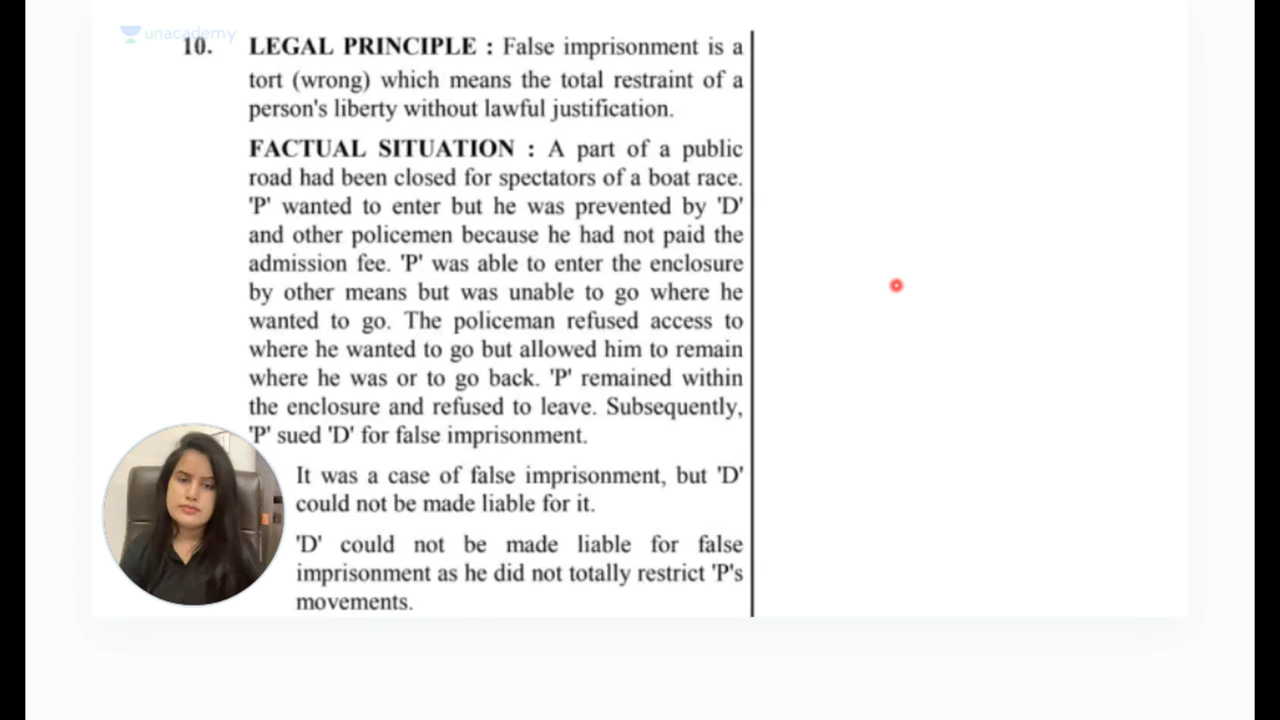 unacademy
10. LEGAL PRINCIPLE : False imprisonment is a
tort (wrong) which means the total restraint of a
person's liberty without lawful justification.
FACTUAL SITUATION : A part of a public
road had been closed for spectators of a boat race.
'P' wanted to enter but he was prevented by 'D'
and other policemen because he had not paid the
admission fee. 'P' was able to enter the enclosure
by other means but was unable to go where he
wanted to go. The policeman refused access to
where he wanted to go but allowed him to remain
where he was or to go back. 'P' remained within
the enclosure and refused to leave. Subsequently,
'P' sued 'D' for false imprisonment.
It was a case of false imprisonment, but 'D'
could not be made liable for it.
'D' could not be made liable for false
imprisonment as he did not totally restrict 'P's
movements.